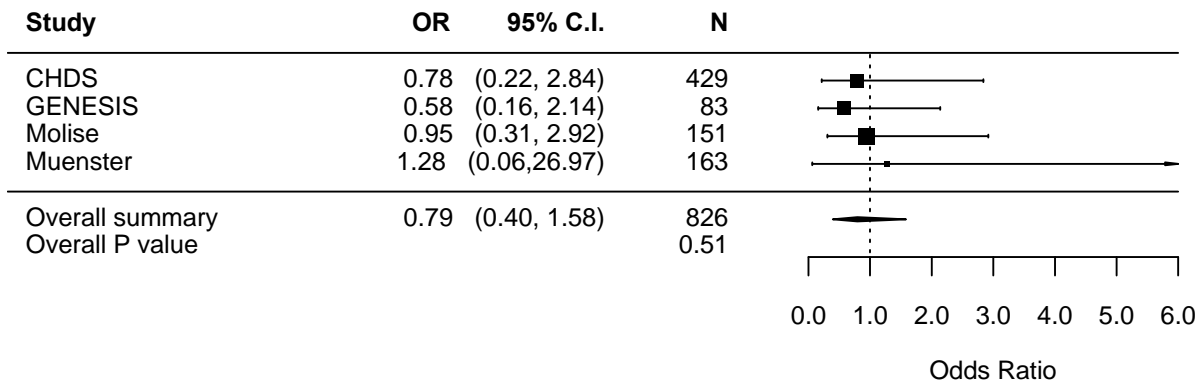 Study OR 95% C.I. N
CHDS 0.78 (0.22, 2.84) 429
GENESIS 0.58 (0.16, 2.14) 83
Molise 0.95 (0.31, 2.92) 151
Muenster 1.28 (0.06,26.97) 163
Overall summary 0.79 (0.40, 1.58) 826
Overall P value 0.51
0.0 1.0 2.0 3.0 4.0 5.0 6.0
Odds Ratio